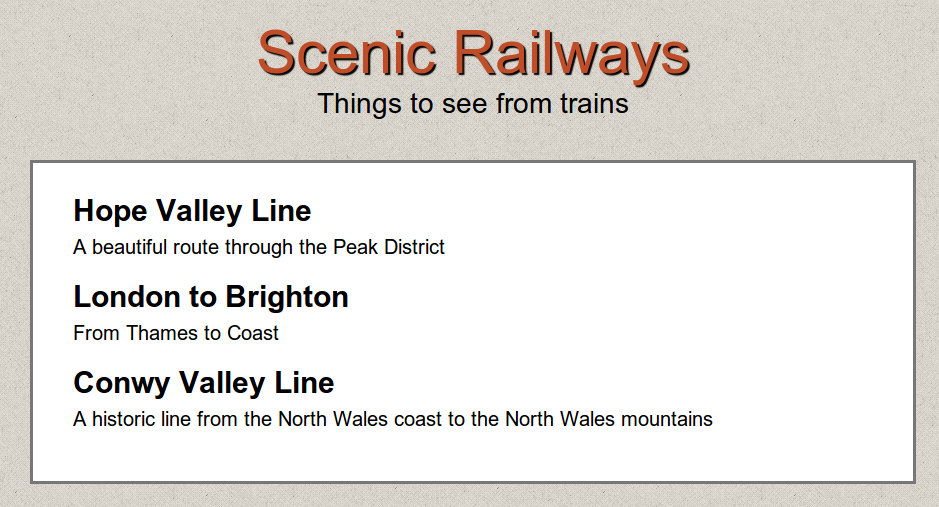 Scenic Railways
Things to see from trains
Hope Valley Line
A beautiful route through the Peak District
London to Brighton
From Thames to Coast
Conwy Valley Line
A historic line from the North Wales coast to the North Wales mountains